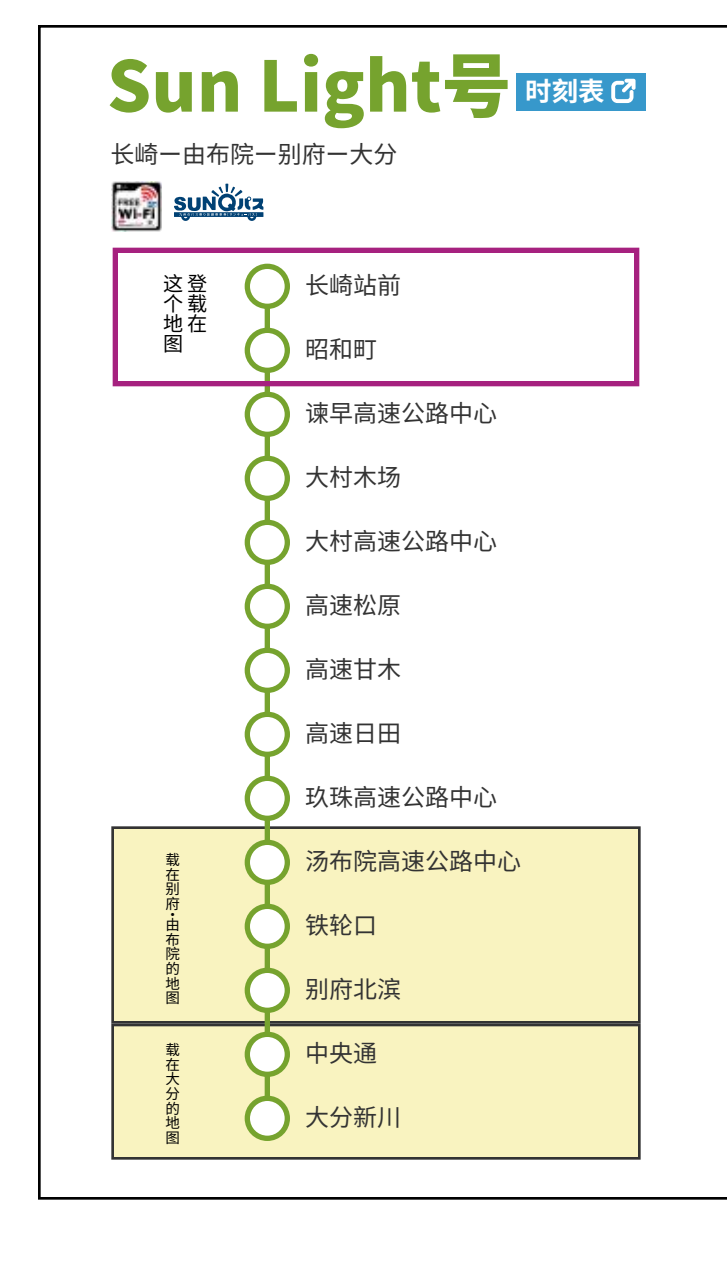 Sun Light号
时刻表
长崎ー由布院ー别府ー大分
FREE
Wi-Fi
SUNQパス
登载在
这个地图
长崎站前
昭和町
谏早高速公路中心
大村木场
大村高速公路中心
高速松原
高速甘木
高速日田
玖珠高速公路中心
载在别府·由布院的地图
汤布院高速公路中心
铁轮口
别府北滨
载在大分的地图
中央通
大分新川